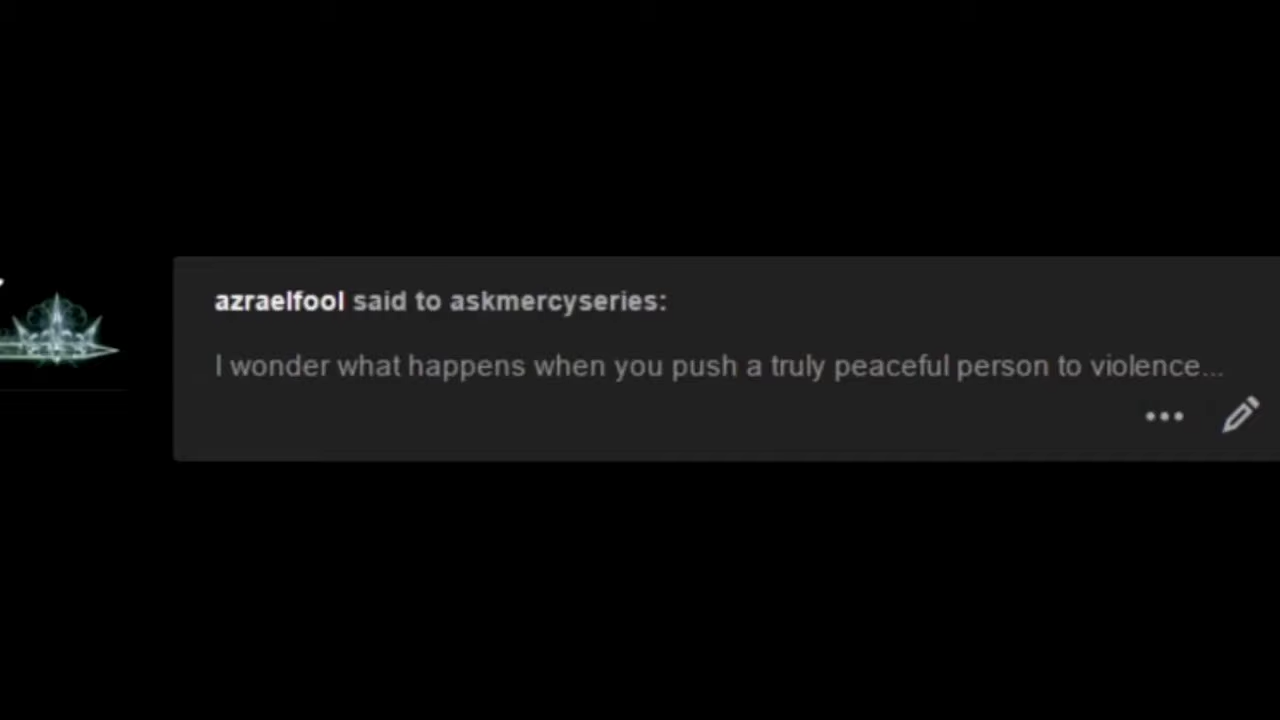 azraelfool said to askmercyseries:
I wonder what happens when you push a truly peaceful person to violence...